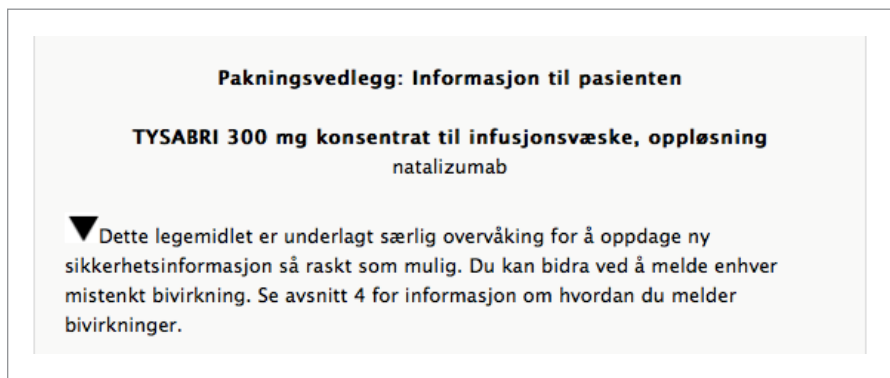 Pakningsvedlegg: Informasjon til pasienten
TYSABRI 300 mg konsentrat til infusjonsvæske, oppløsning
natalizumab
▼Dette legemidlet er underlagt særlig overvåking for å oppdage ny
sikkerhetsinformasjon så raskt som mulig. Du kan bidra ved å melde enhver
mistenkt bivirkning. Se avsnitt 4 for informasjon om hvordan du melder
bivirkninger.